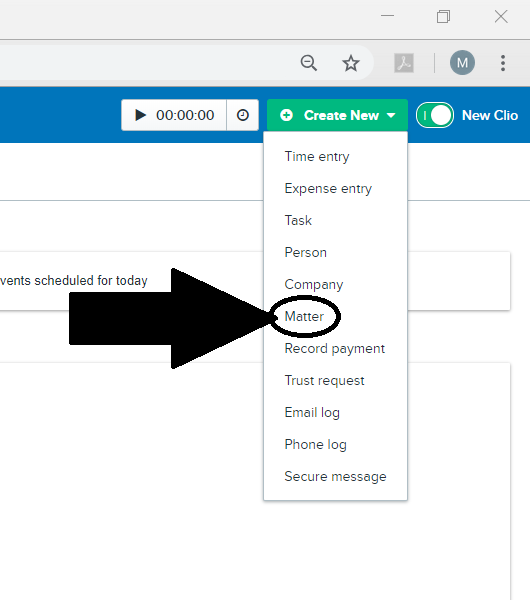 M
00:00:00
Create New
New Clio
Time entry
Expense entry
Task
Person
Company
vents scheduled for today
Matter
Record payment
Trust request
Email log
Phone log
Secure message